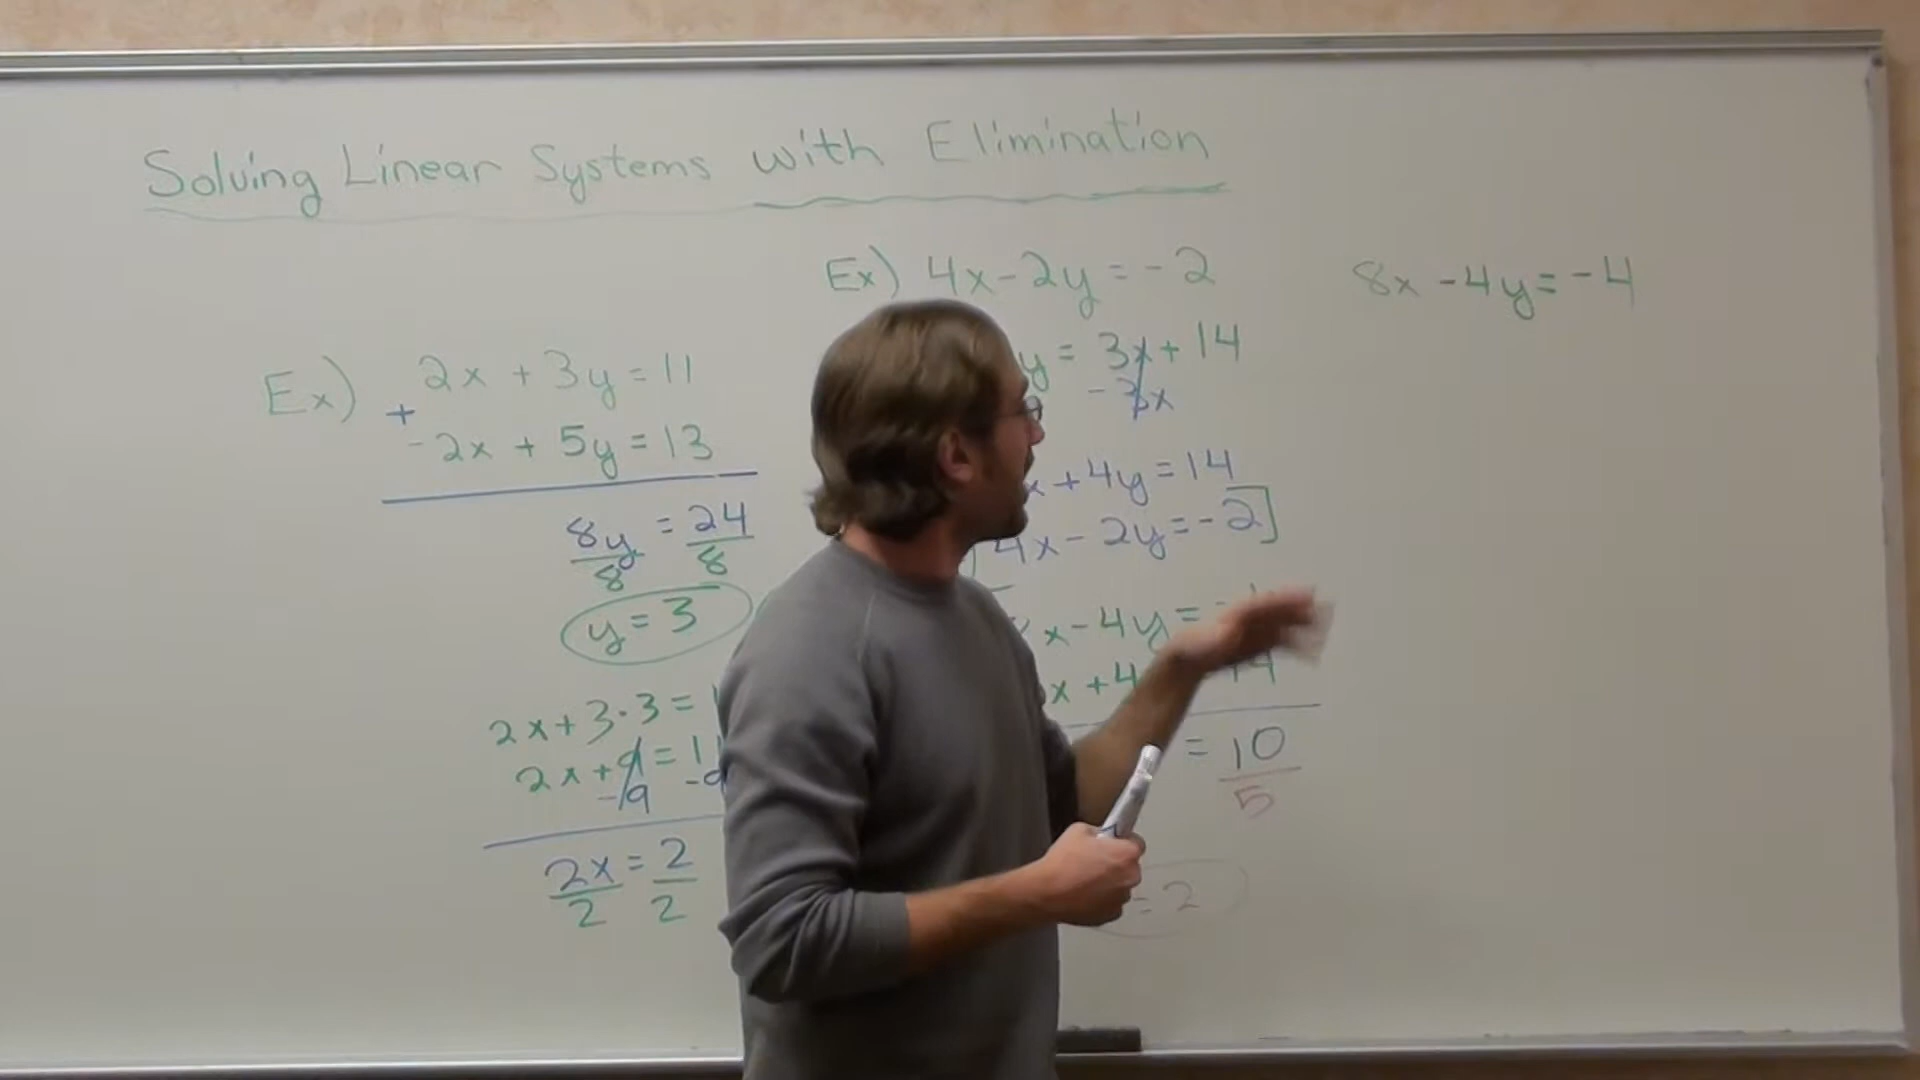 Solving Linear Systems with Elimination
Ex) 2x + 3y = 11
+
-2x + 5y = 13
8y = 24
8 8
y = 3
2x + 3·3 =
2x + 9 = 11
-9 -9
2x = 2
2 2
Ex) 4x - 2y = -2
y = 3x + 14
- 3x
x + 4y = 14
4x - 2y = -2]
x - 4y =
x + 4
= 10
5
= 2
8x - 4y = -4